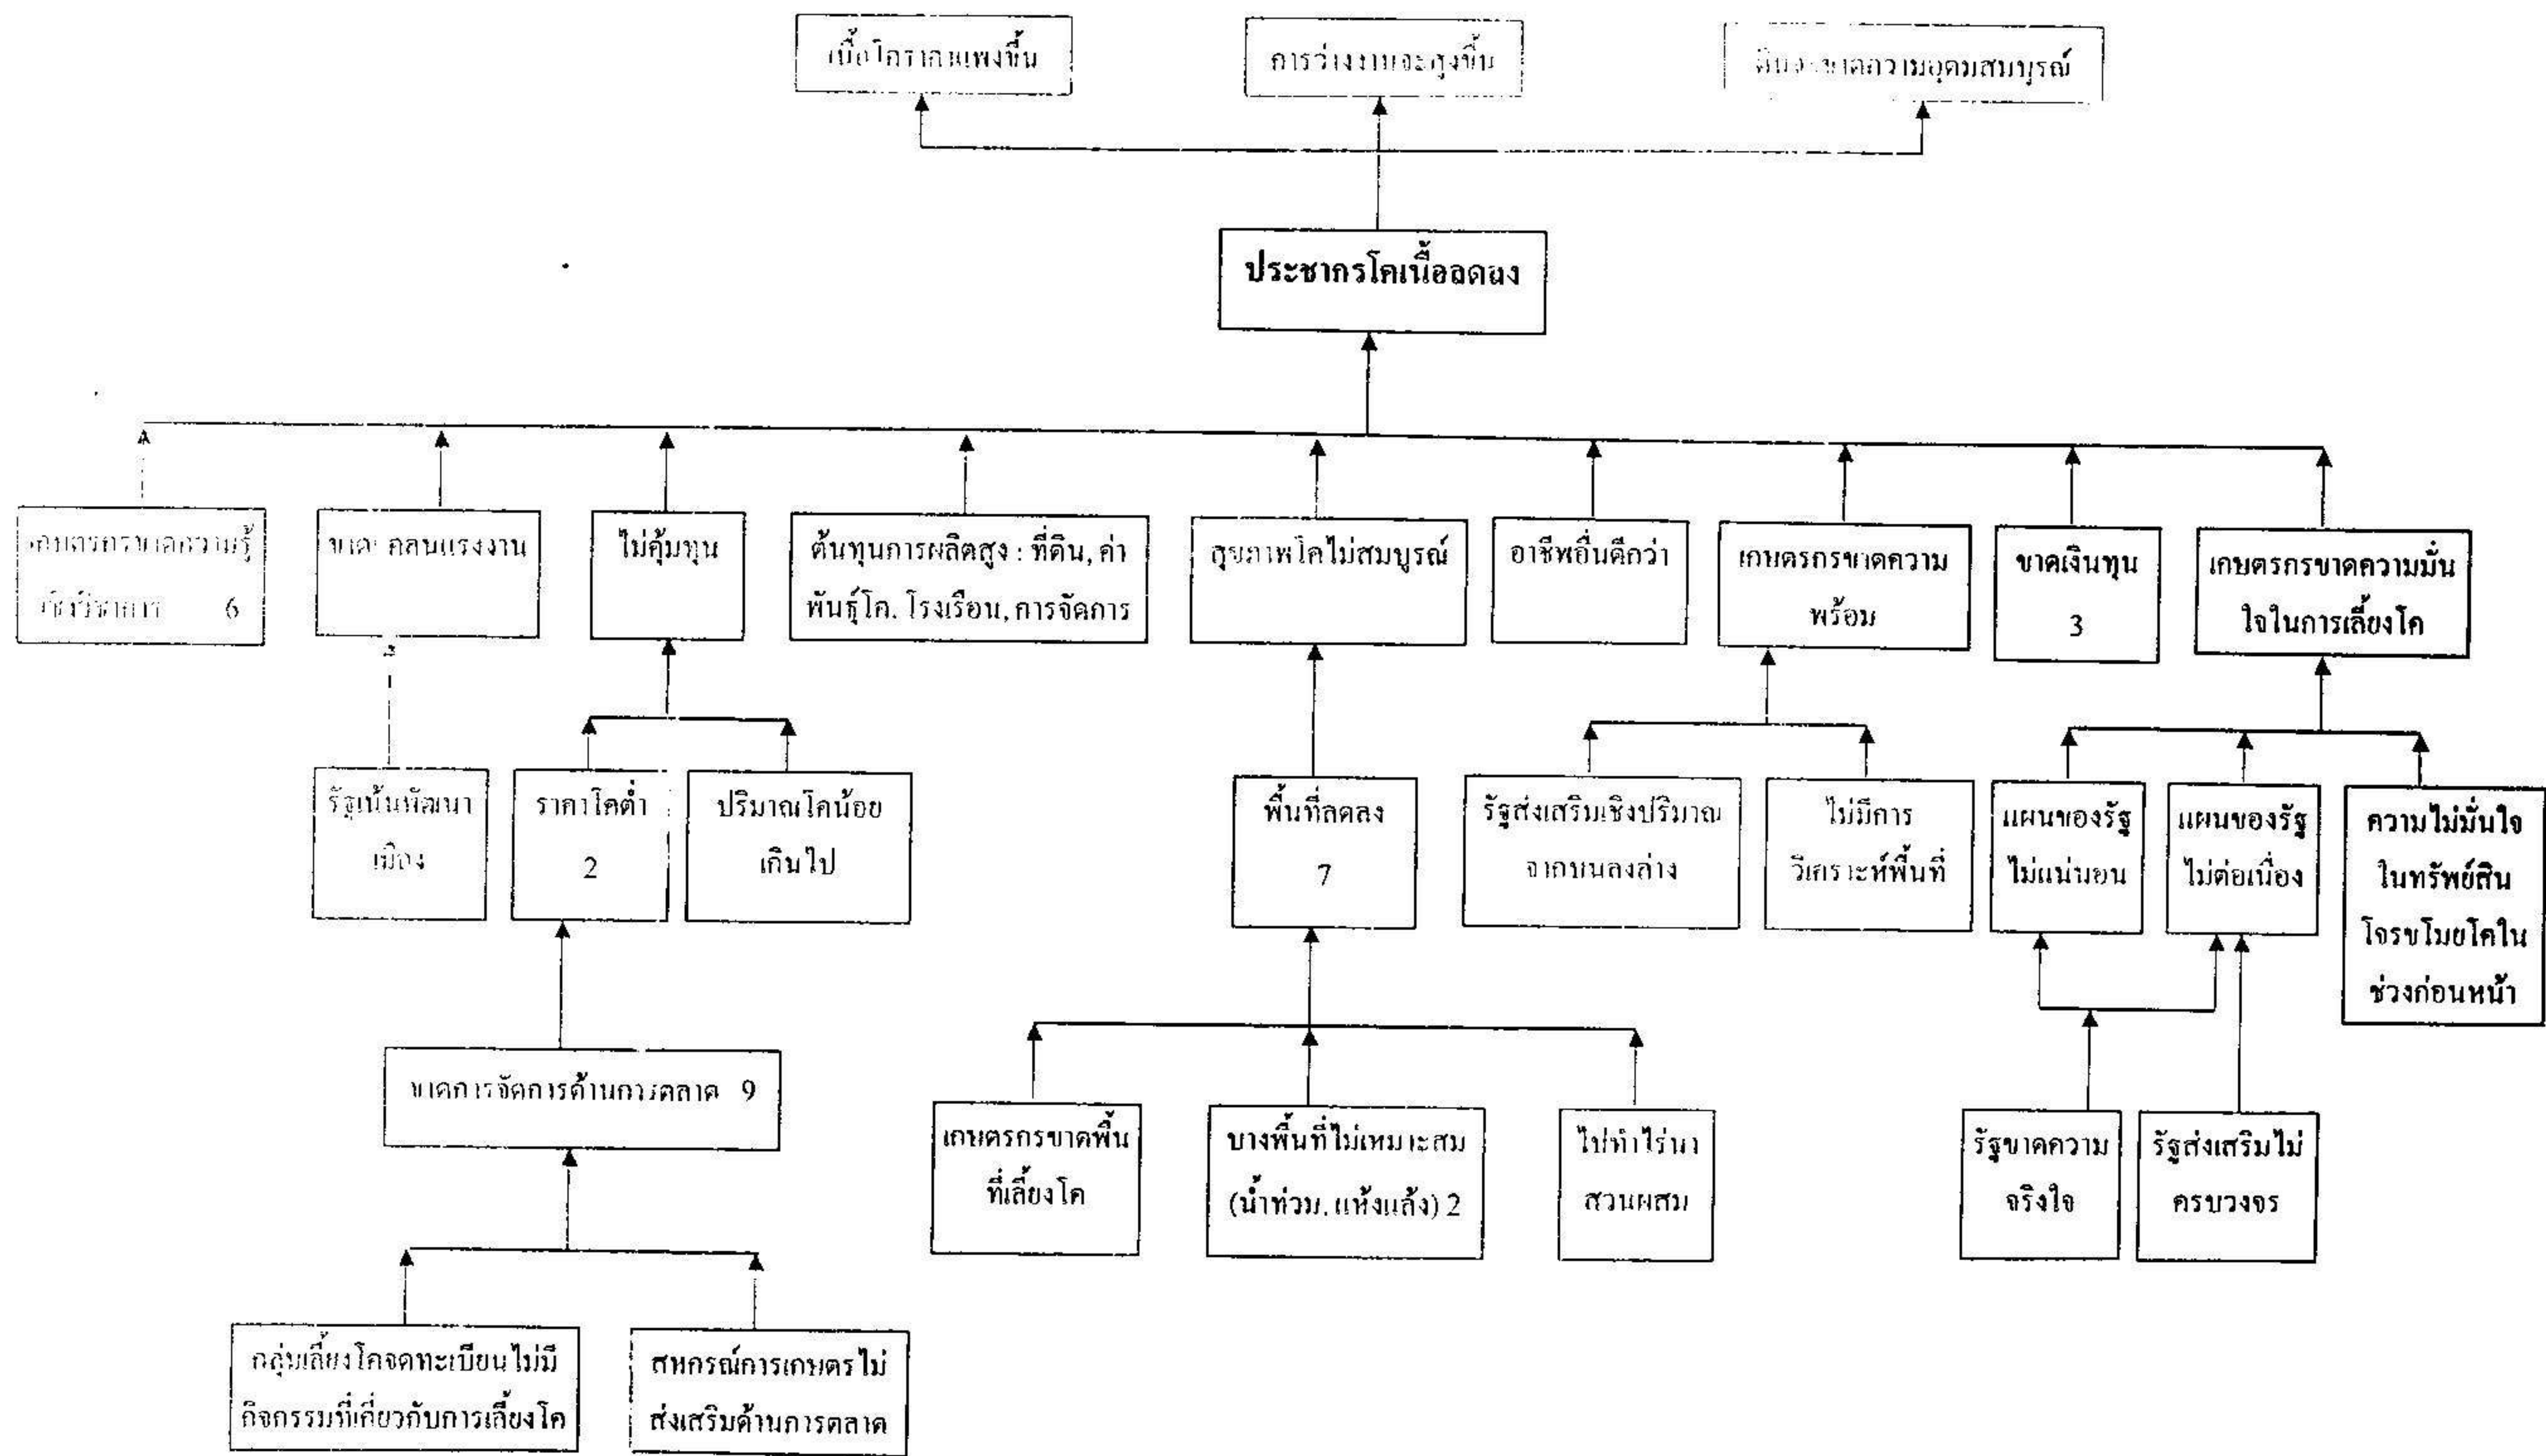 เนื้อโคราคาแพงขึ้น
การว่างงานจะสูงขึ้น
ดินจะขาดความอุดมสมบูรณ์
ประชากรโคเนื้อลดลง
เกษตรกรขาดความรู้
เชิงวิชาการ 6
ขาดแคลนแรงงาน
ไม่คุ้มทุน
ต้นทุนการผลิตสูง : ที่ดิน, ค่า
พันธุ์โค, โรงเรือน, การจัดการ
สุขภาพโคไม่สมบูรณ์
อาชีพอื่นดีกว่า
เกษตรกรขาดความ
พร้อม
ขาดเงินทุน
3
เกษตรกรขาดความมั่น
ใจในการเลี้ยงโค
รัฐเน้นพัฒนา
เมือง
ราคาโคต่ำ
2
ปริมาณโคน้อย
เกินไป
พื้นที่ลดลง
7
รัฐส่งเสริมเชิงปริมาณ
จากบนลงล่าง
ไม่มีการ
วิเคราะห์พื้นที่
แผนของรัฐ
ไม่แน่นอน
แผนของรัฐ
ไม่ต่อเนื่อง
ความไม่มั่นใจ
ในทรัพย์สิน
โจรขโมยโคใน
ช่วงก่อนหน้า
ขาดการจัดการด้านการตลาด 9
เกษตรกรขาดพื้น
ที่เลี้ยงโค
บางพื้นที่ไม่เหมาะสม
(น้ำท่วม, แห้งแล้ง) 2
ไปทำไร่นา
สวนผสม
รัฐขาดความ
จริงใจ
รัฐส่งเสริมไม่
ครบวงจร
กลุ่มเลี้ยงโคจดทะเบียนไม่มี
กิจกรรมที่เกี่ยวกับการเลี้ยงโค
สหกรณ์การเกษตรไม่
ส่งเสริมด้านการตลาด